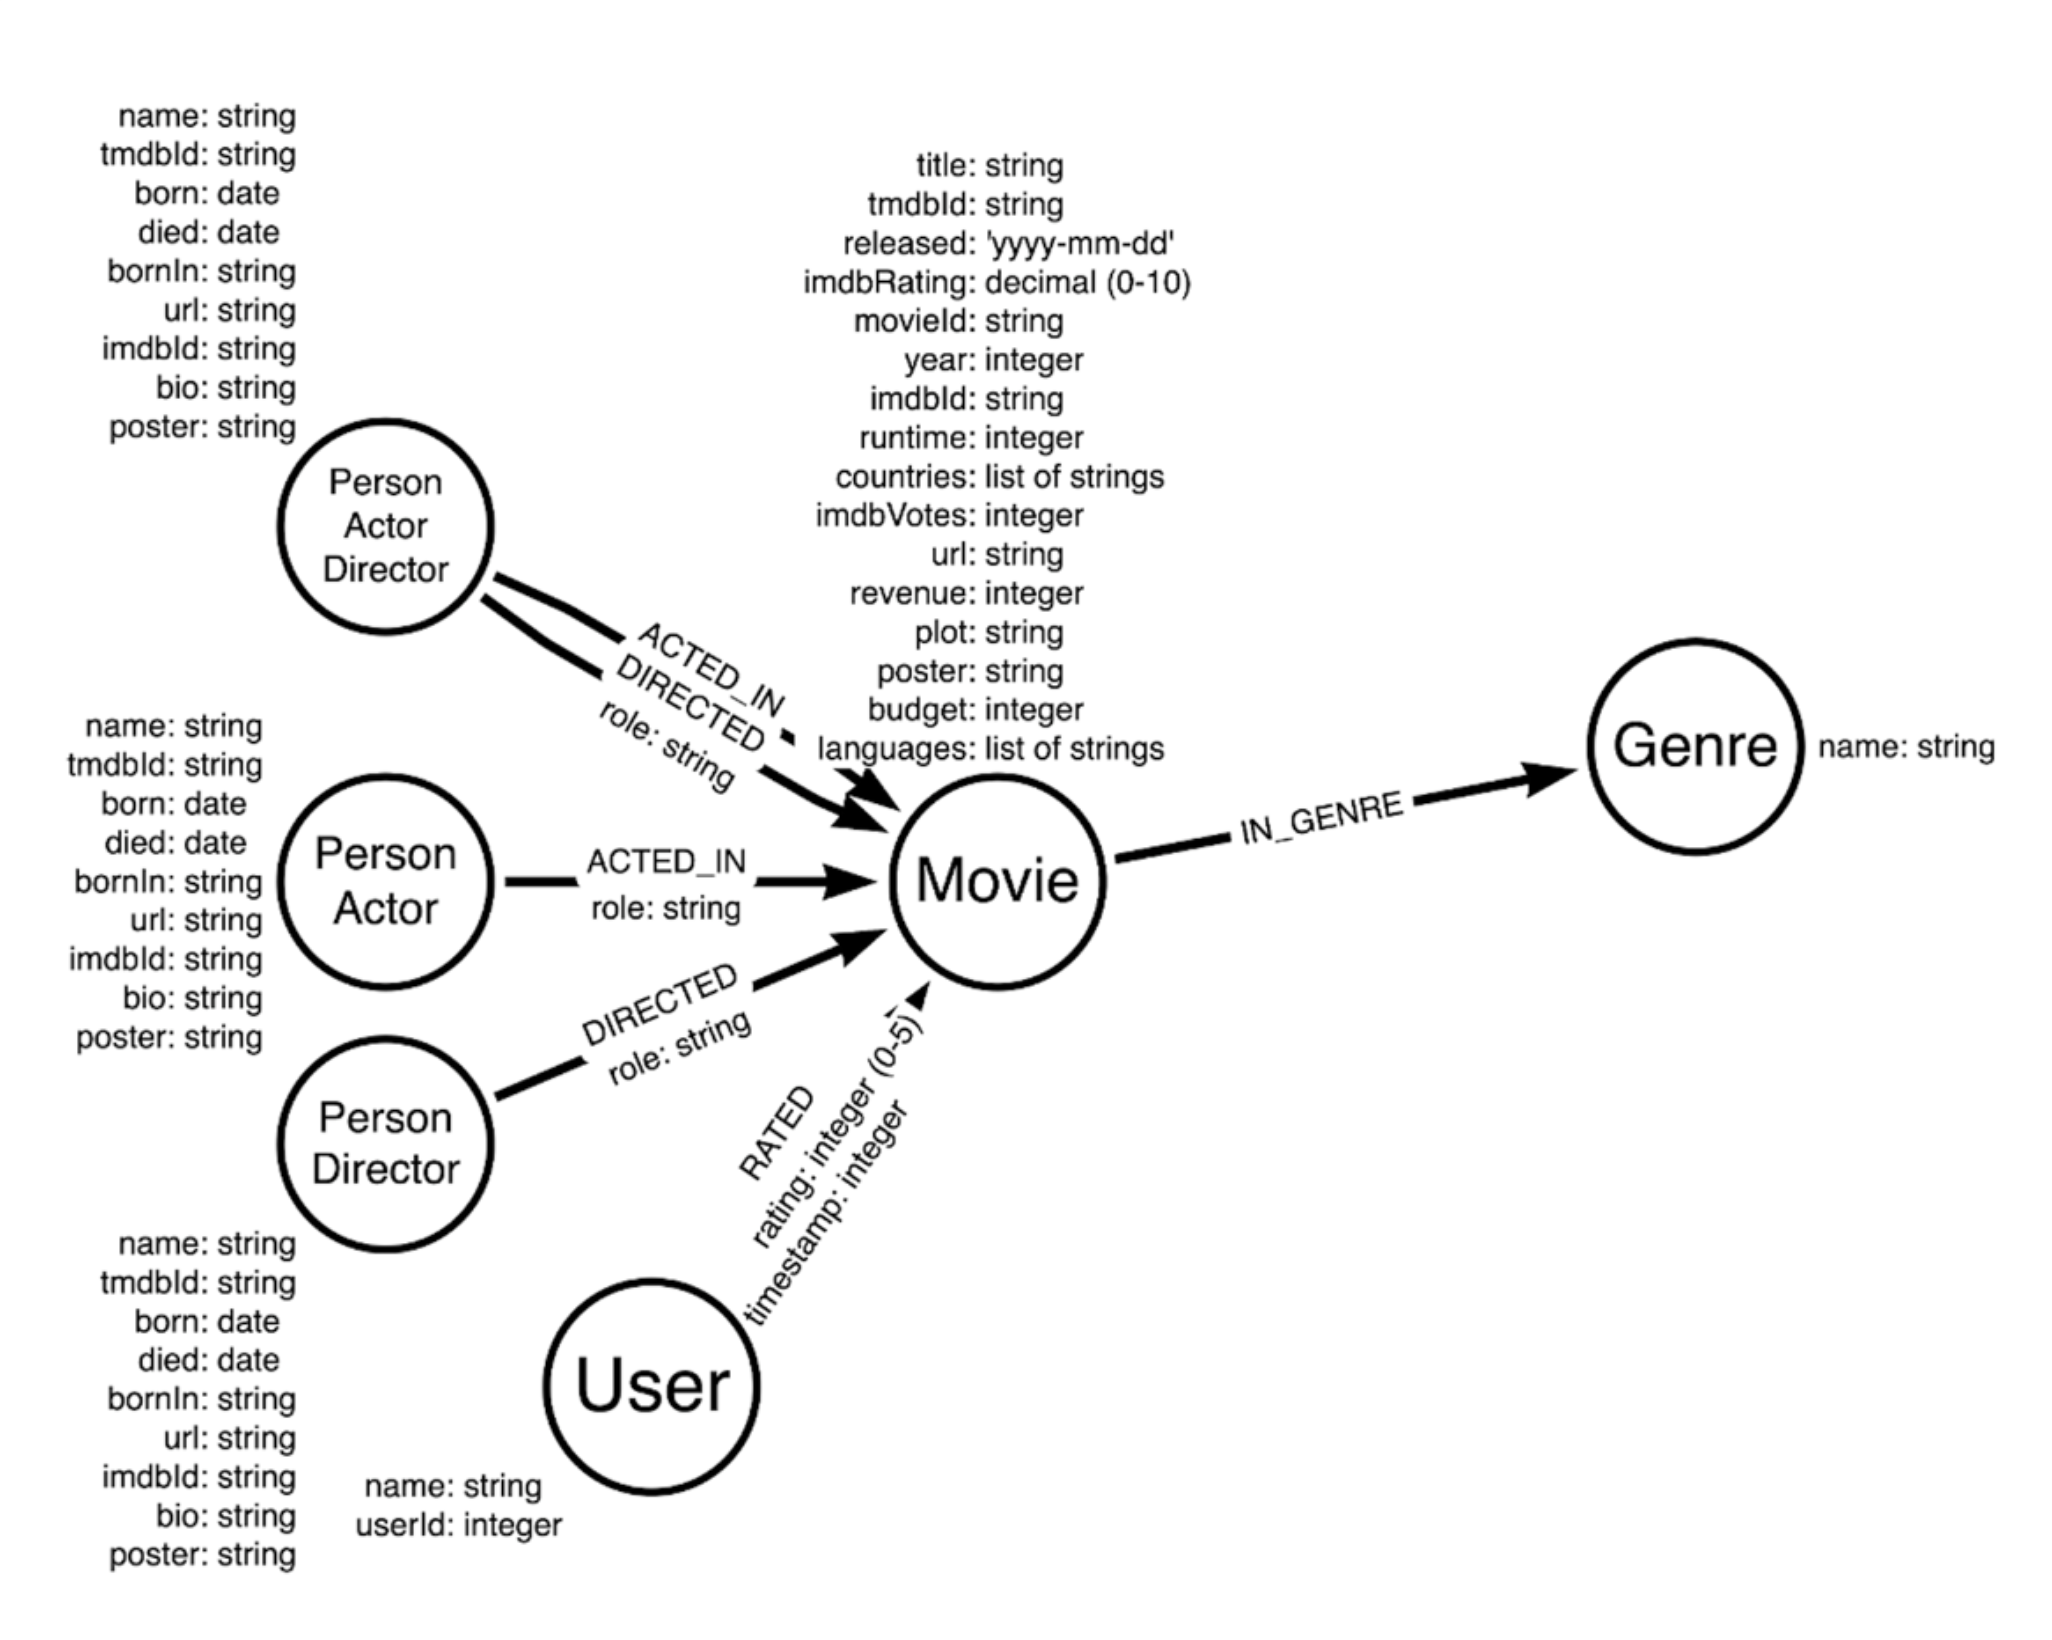 name: string
tmdbId: string
born: date
died: date
bornIn: string
url: string
imdbId: string
bio: string
poster: string
Person
Actor
Director
title: string
tmdbId: string
released: 'yyyy-mm-dd'
imdbRating: decimal (0-10)
movieId: string
year: integer
imdbId: string
runtime: integer
countries: list of strings
imdbVotes: integer
url: string
revenue: integer
plot: string
poster: string
budget: integer
languages: list of strings
ACTED_IN
DIRECTED
role: string
name: string
tmdbId: string
born: date
died: date
bornIn: string
url: string
imdbId: string
bio: string
poster: string
Person
Actor
ACTED_IN
role: string
Movie
IN_GENRE
Genre
name: string
DIRECTED
role: string
Person
Director
name: string
tmdbId: string
born: date
died: date
bornIn: string
url: string
imdbId: string
bio: string
poster: string
RATED
rating: integer (0-5)
timestamp: integer
User
name: string
userId: integer